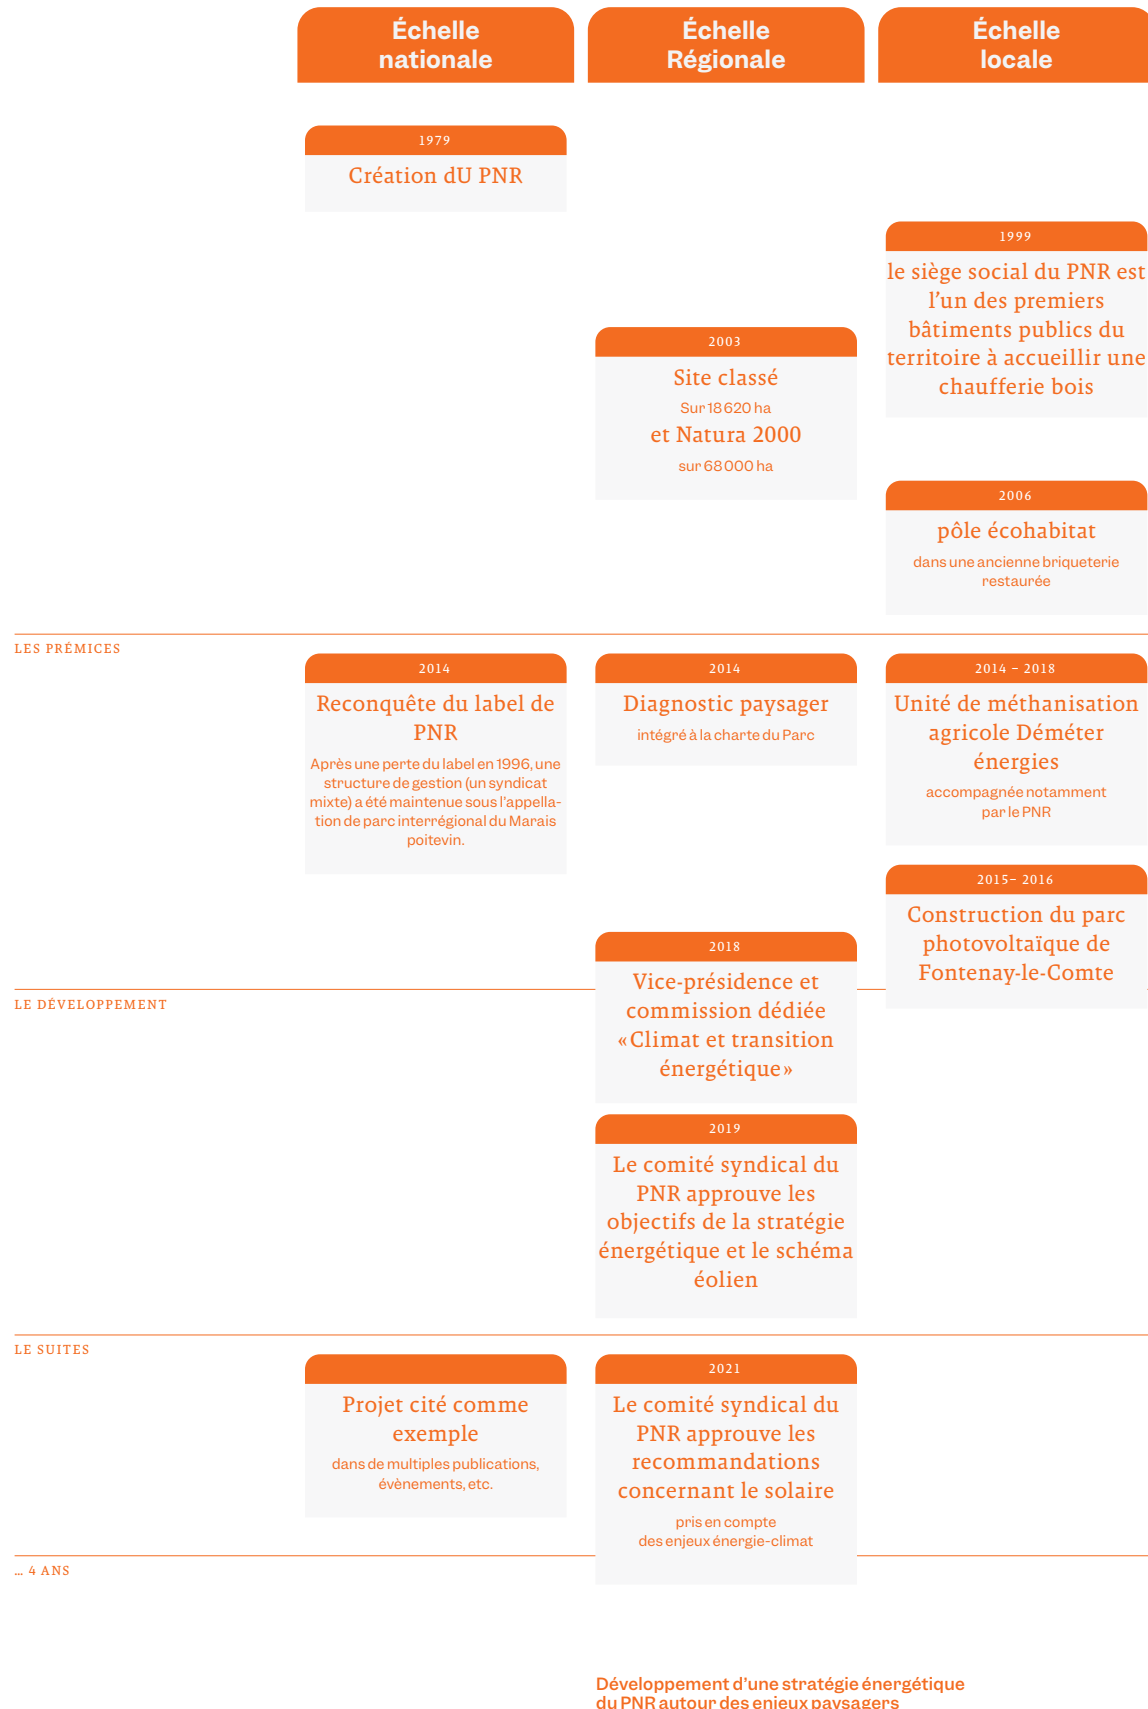 Échelle
nationale
Échelle
Régionale
Échelle
locale
1979
Création dU PNR
1999
le siège social du PNR est
l’un des premiers
bâtiments publics du
territoire à accueillir une
chaufferie bois
2003
Site classé
Sur 18 620 ha
et Natura 2000
sur 68 000 ha
2006
pôle écohabitat
dans une ancienne briqueterie
restaurée
LES PRÉMICES
2014
Reconquête du label de
PNR
Après une perte du label en 1996, une
structure de gestion (un syndicat
mixte) a été maintenue sous l’appella-
tion de parc interrégional du Marais
poitevin.
2014
Diagnostic paysager
intégré à la charte du Parc
2014 – 2018
Unité de méthanisation
agricole Déméter
énergies
accompagnée notamment
par le PNR
2015– 2016
Construction du parc
photovoltaïque de
Fontenay-le-Comte
LE DÉVELOPPEMENT
2018
Vice-présidence et
commission dédiée
« Climat et transition
énergétique »
2019
Le comité syndical du
PNR approuve les
objectifs de la stratégie
énergétique et le schéma
éolien
LE SUITES
Projet cité comme
exemple
dans de multiples publications,
évènements, etc.
2021
Le comité syndical du
PNR approuve les
recommandations
concernant le solaire
pris en compte
des enjeux énergie-climat
… 4 ANS
Développement d’une stratégie énergétique
du PNR autour des enjeux paysagers